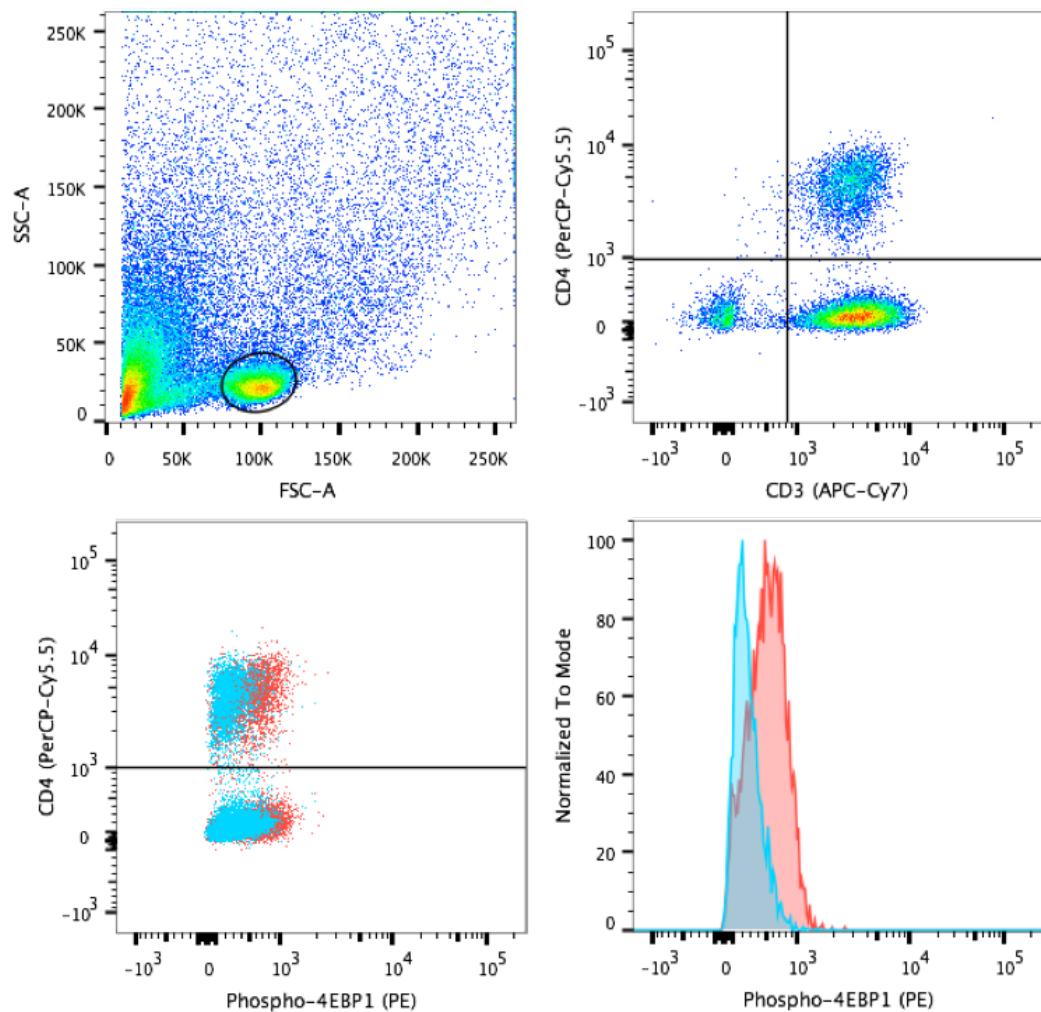 250K
200K
150K
100K
50K
0
SSC-A
0 50K 100K 150K 200K 250K
FSC-A
10^5
10^4
10^3
0
-10^3
CD4 (PerCP-Cy5.5)
-10^3 0 10^3 10^4 10^5
CD3 (APC-Cy7)
10^5
10^4
10^3
0
-10^3
CD4 (PerCP-Cy5.5)
-10^3 0 10^3 10^4 10^5
Phospho-4EBP1 (PE)
100
80
60
40
20
0
Normalized To Mode
-10^3 0 10^3 10^4 10^5
Phospho-4EBP1 (PE)